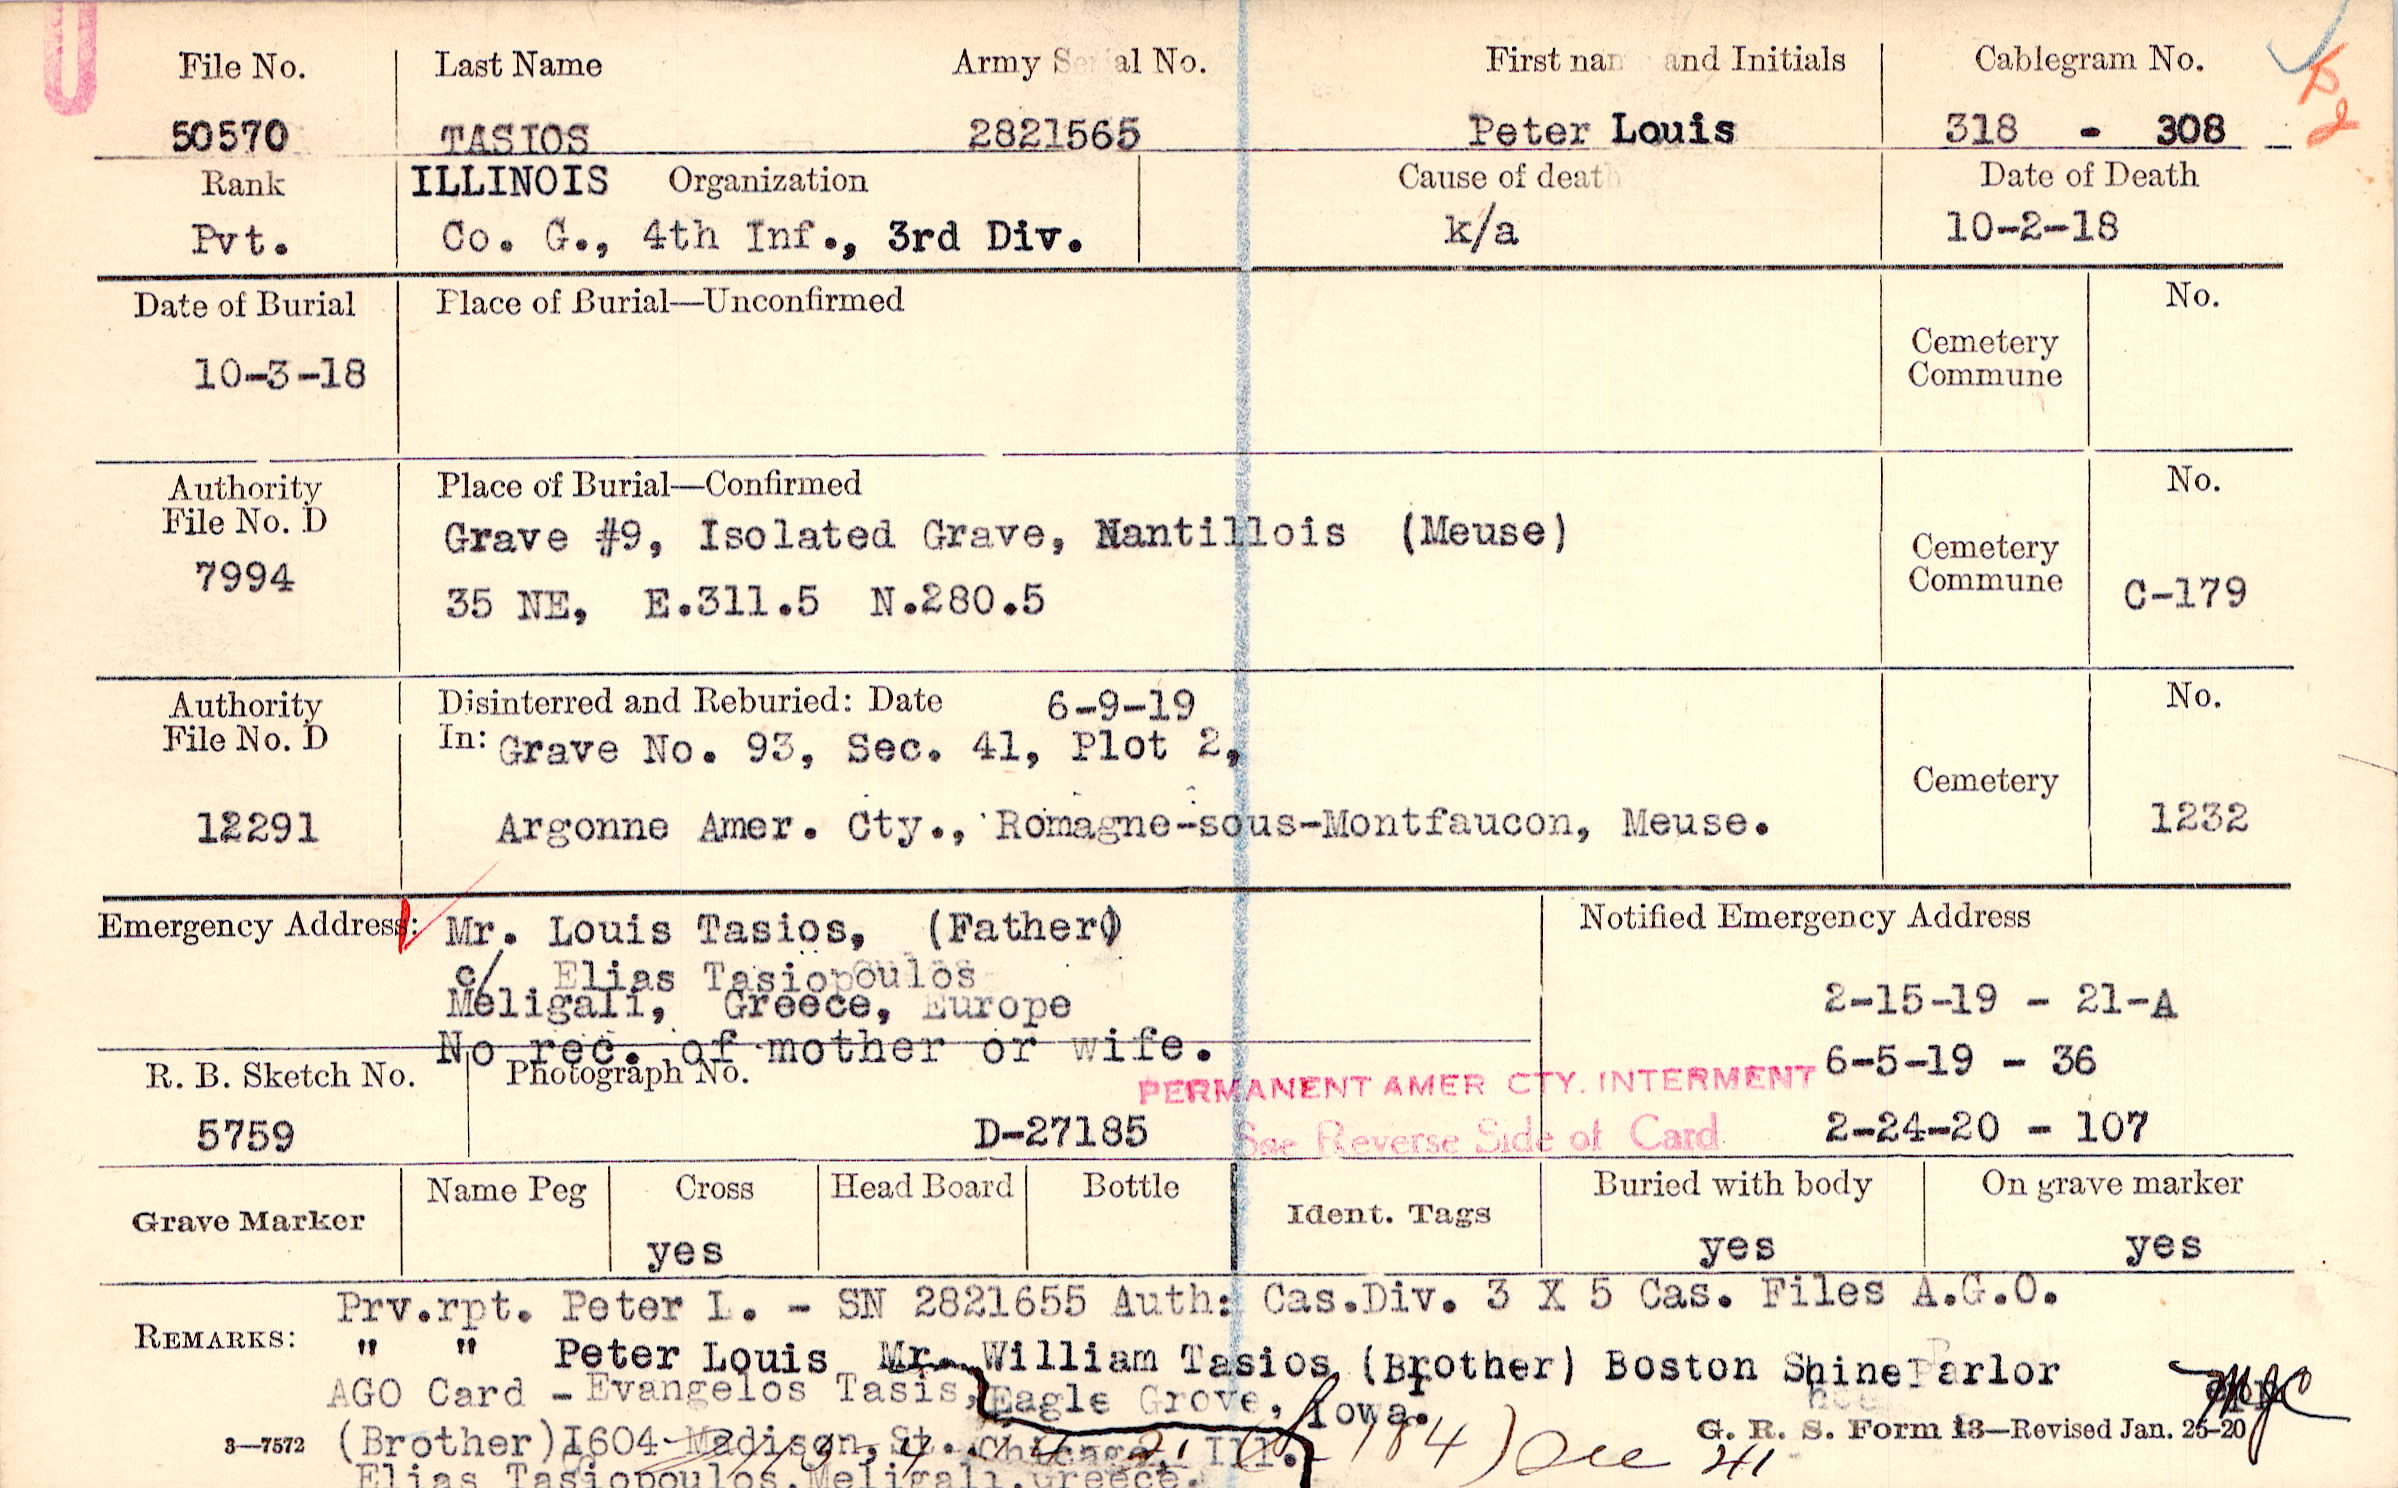 File No. Last Name Army Serial No. First name and Initials Cablegram No.
50570 TASIOS 2821565 Peter Louis 318 - 308
Rank ILLINOIS Organization Cause of death Date of Death
Pvt. Co. G., 4th Inf., 3rd Div. k/a 10-2-18
Date of Burial Place of Burial—Unconfirmed No.
10-3-18 Cemetery
Commune
Authority Place of Burial—Confirmed No.
File No. D Grave #9, Isolated Grave, Nantillois (Meuse) Cemetery
7994 35 NE, E.311.5 N.280.5 Commune C-179
Authority Disinterred and Reburied: Date 6-9-19 No.
File No. D In: Grave No. 93, Sec. 41, Plot 2, Cemetery
12291 Argonne Amer. Cty., Romagne-sous-Montfaucon, Meuse. 1232
Emergency Address: Mr. Louis Tasios, (Father) Notified Emergency Address
c/ Elias Tasiopoulos
Meligali, Greece, Europe 2-15-19 - 21-A
No rec. of mother or wife.
R. B. Sketch No. Photograph No. 6-5-19 - 36
PERMANENT AMER CTY. INTERMENT
5759 D-27185 See Reverse Side of Card 2-24-20 - 107
Grave Marker Name Peg Cross Head Board Bottle Ident. Tags Buried with body On grave marker
yes yes yes
Prv.rpt. Peter L. - SN 2821655 Auth: Cas.Div. 3 X 5 Cas. Files A.G.O.
REMARKS: " " Peter Louis Mr. William Tasios (Brother) Boston Shine Parlor
AGO Card - Evangelos Tasis, Eagle Grove, Iowa.
3—7572 (Brother) 1604 Madison, St. Chicago, Ill. G. R. S. Form 13—Revised Jan. 25-20
Elias Tasiopoulos, Meligali, Greece.